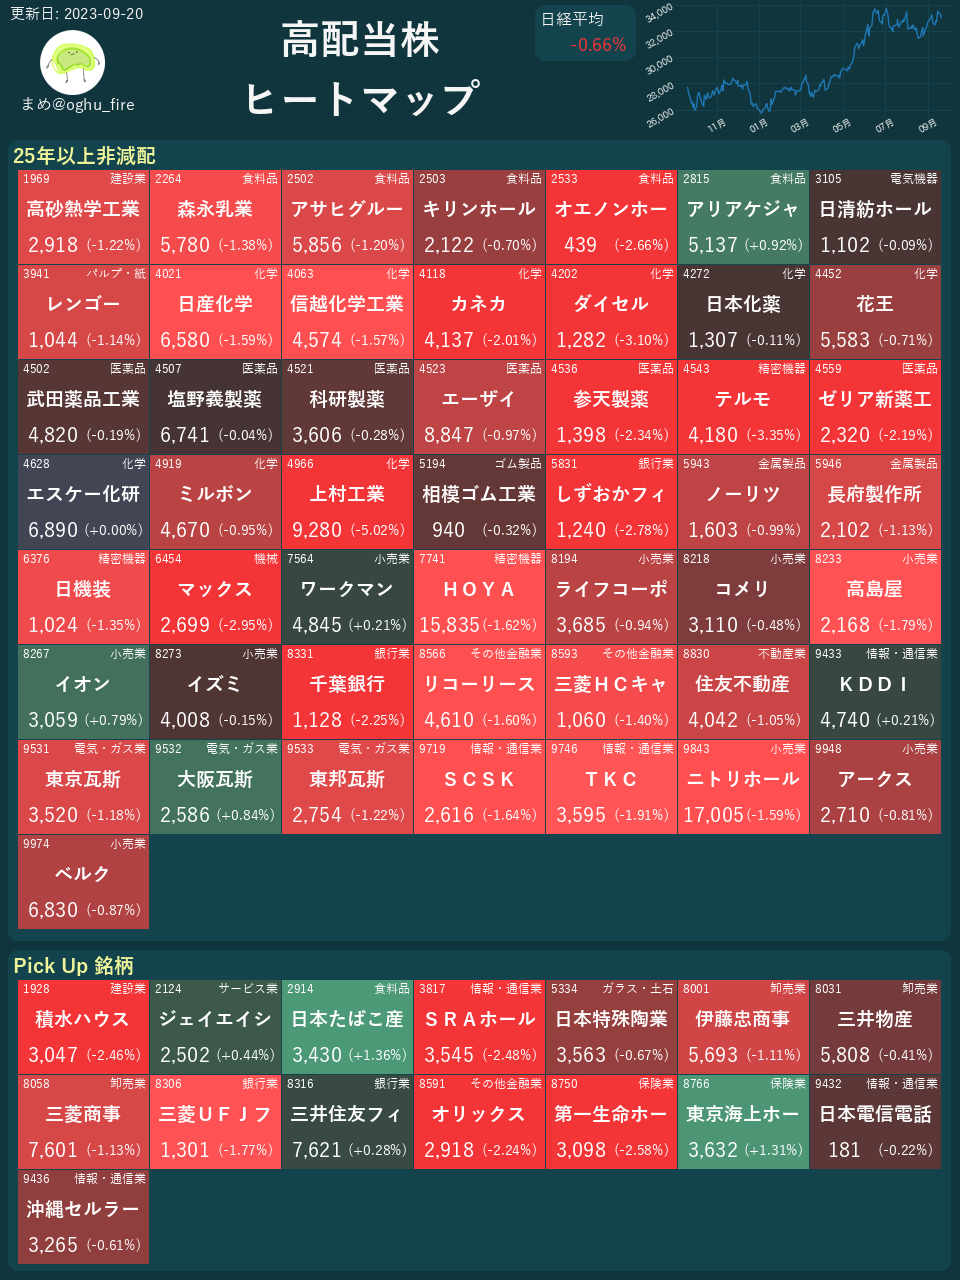 更新日: 2023-09-20
まめ@oghu_fire
高配当株
ヒートマップ
日経平均
-0.66%
34,000
32,000
30,000
28,000
26,000
11月 01月 03月 05月 07月 09月
25年以上非減配
1969 建設業 2264 食料品 2502 食料品 2503 食料品 2533 食料品 2815 食料品 3105 電気機器
高砂熱学工業 森永乳業 アサヒグルー キリンホール オエノンホー アリアケジャ 日清紡ホール
2,918 (-1.22%) 5,780 (-1.38%) 5,856 (-1.20%) 2,122 (-0.70%) 439 (-2.66%) 5,137 (+0.92%) 1,102 (-0.09%)
3941 パルプ・紙 4021 化学 4063 化学 4118 化学 4202 化学 4272 化学 4452 化学
レンゴー 日産化学 信越化学工業 カネカ ダイセル 日本化薬 花王
1,044 (-1.14%) 6,580 (-1.59%) 4,574 (-1.57%) 4,137 (-2.01%) 1,282 (-3.10%) 1,307 (-0.11%) 5,583 (-0.71%)
4502 医薬品 4507 医薬品 4521 医薬品 4523 医薬品 4536 医薬品 4543 精密機器 4559 医薬品
武田薬品工業 塩野義製薬 科研製薬 エーザイ 参天製薬 テルモ ゼリア新薬工
4,820 (-0.19%) 6,741 (-0.04%) 3,606 (-0.28%) 8,847 (-0.97%) 1,398 (-2.34%) 4,180 (-3.35%) 2,320 (-2.19%)
4628 化学 4919 化学 4966 化学 5194 ゴム製品 5831 銀行業 5943 金属製品 5946 金属製品
エスケー化研 ミルボン 上村工業 相模ゴム工業 しずおかフィ ノーリツ 長府製作所
6,890 (+0.00%) 4,670 (-0.95%) 9,280 (-5.02%) 940 (-0.32%) 1,240 (-2.78%) 1,603 (-0.99%) 2,102 (-1.13%)
6376 精密機器 6454 機械 7564 小売業 7741 精密機器 8194 小売業 8218 小売業 8233 小売業
日機装 マックス ワークマン ＨＯＹＡ ライフコーポ コメリ 高島屋
1,024 (-1.35%) 2,699 (-2.95%) 4,845 (+0.21%) 15,835 (-1.62%) 3,685 (-0.94%) 3,110 (-0.48%) 2,168 (-1.79%)
8267 小売業 8273 小売業 8331 銀行業 8566 その他金融業 8593 その他金融業 8830 不動産業 9433 情報・通信業
イオン イズミ 千葉銀行 リコーリース 三菱ＨＣキャ 住友不動産 ＫＤＤＩ
3,059 (+0.79%) 4,008 (-0.15%) 1,128 (-2.25%) 4,610 (-1.60%) 1,060 (-1.40%) 4,042 (-1.05%) 4,740 (+0.21%)
9531 電気・ガス業 9532 電気・ガス業 9533 電気・ガス業 9719 情報・通信業 9746 情報・通信業 9843 小売業 9948 小売業
東京瓦斯 大阪瓦斯 東邦瓦斯 ＳＣＳＫ ＴＫＣ ニトリホール アークス
3,520 (-1.18%) 2,586 (+0.84%) 2,754 (-1.22%) 2,616 (-1.64%) 3,595 (-1.91%) 17,005 (-1.59%) 2,710 (-0.81%)
9974 小売業
ベルク
6,830 (-0.87%)
Pick Up 銘柄
1928 建設業 2124 サービス業 2914 食料品 3817 情報・通信業 5334 ガラス・土石 8001 卸売業 8031 卸売業
積水ハウス ジェイエイシ 日本たばこ産 ＳＲＡホール 日本特殊陶業 伊藤忠商事 三井物産
3,047 (-2.46%) 2,502 (+0.44%) 3,430 (+1.36%) 3,545 (-2.48%) 3,563 (-0.67%) 5,693 (-1.11%) 5,808 (-0.41%)
8058 卸売業 8306 銀行業 8316 銀行業 8591 その他金融業 8750 保険業 8766 保険業 9432 情報・通信業
三菱商事 三菱ＵＦＪフ 三井住友フィ オリックス 第一生命ホー 東京海上ホー 日本電信電話
7,601 (-1.13%) 1,301 (-1.77%) 7,621 (+0.28%) 2,918 (-2.24%) 3,098 (-2.58%) 3,632 (+1.31%) 181 (-0.22%)
9436 情報・通信業
沖縄セルラー
3,265 (-0.61%)